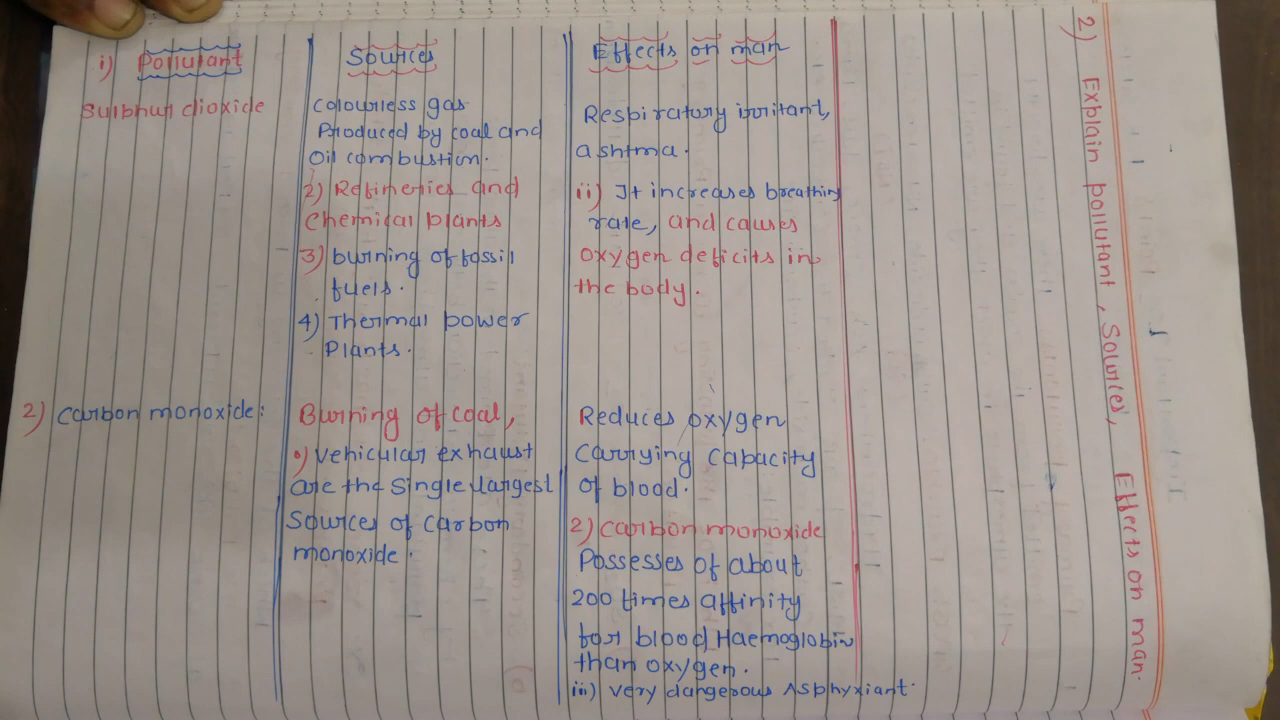 2) Explain pollutant, Sources, Effects on man.
i) Pollutant
Sulphur dioxide
Sources
Colourless gas
Produced by coal and
Oil combustion.
2) Refineries and
Chemical plants
3) burning of fossil
fuels.
4) Thermal power
Plants.
Effects on man
Respiratory irritant,
ashtma.
ii) It increases breathing
rate, and causes
oxygen deficits in
the body.
2) Carbon monoxide:
Burning of coal,
•) Vehicular exhaust
are the single largest
Sources of carbon
monoxide.
Reduces oxygen
Carrying capacity
of blood.
2) Carbon monoxide
Possesses of about
200 times affinity
for blood Haemoglobin
than oxygen.
iii) very dangerous Asphyxiant.